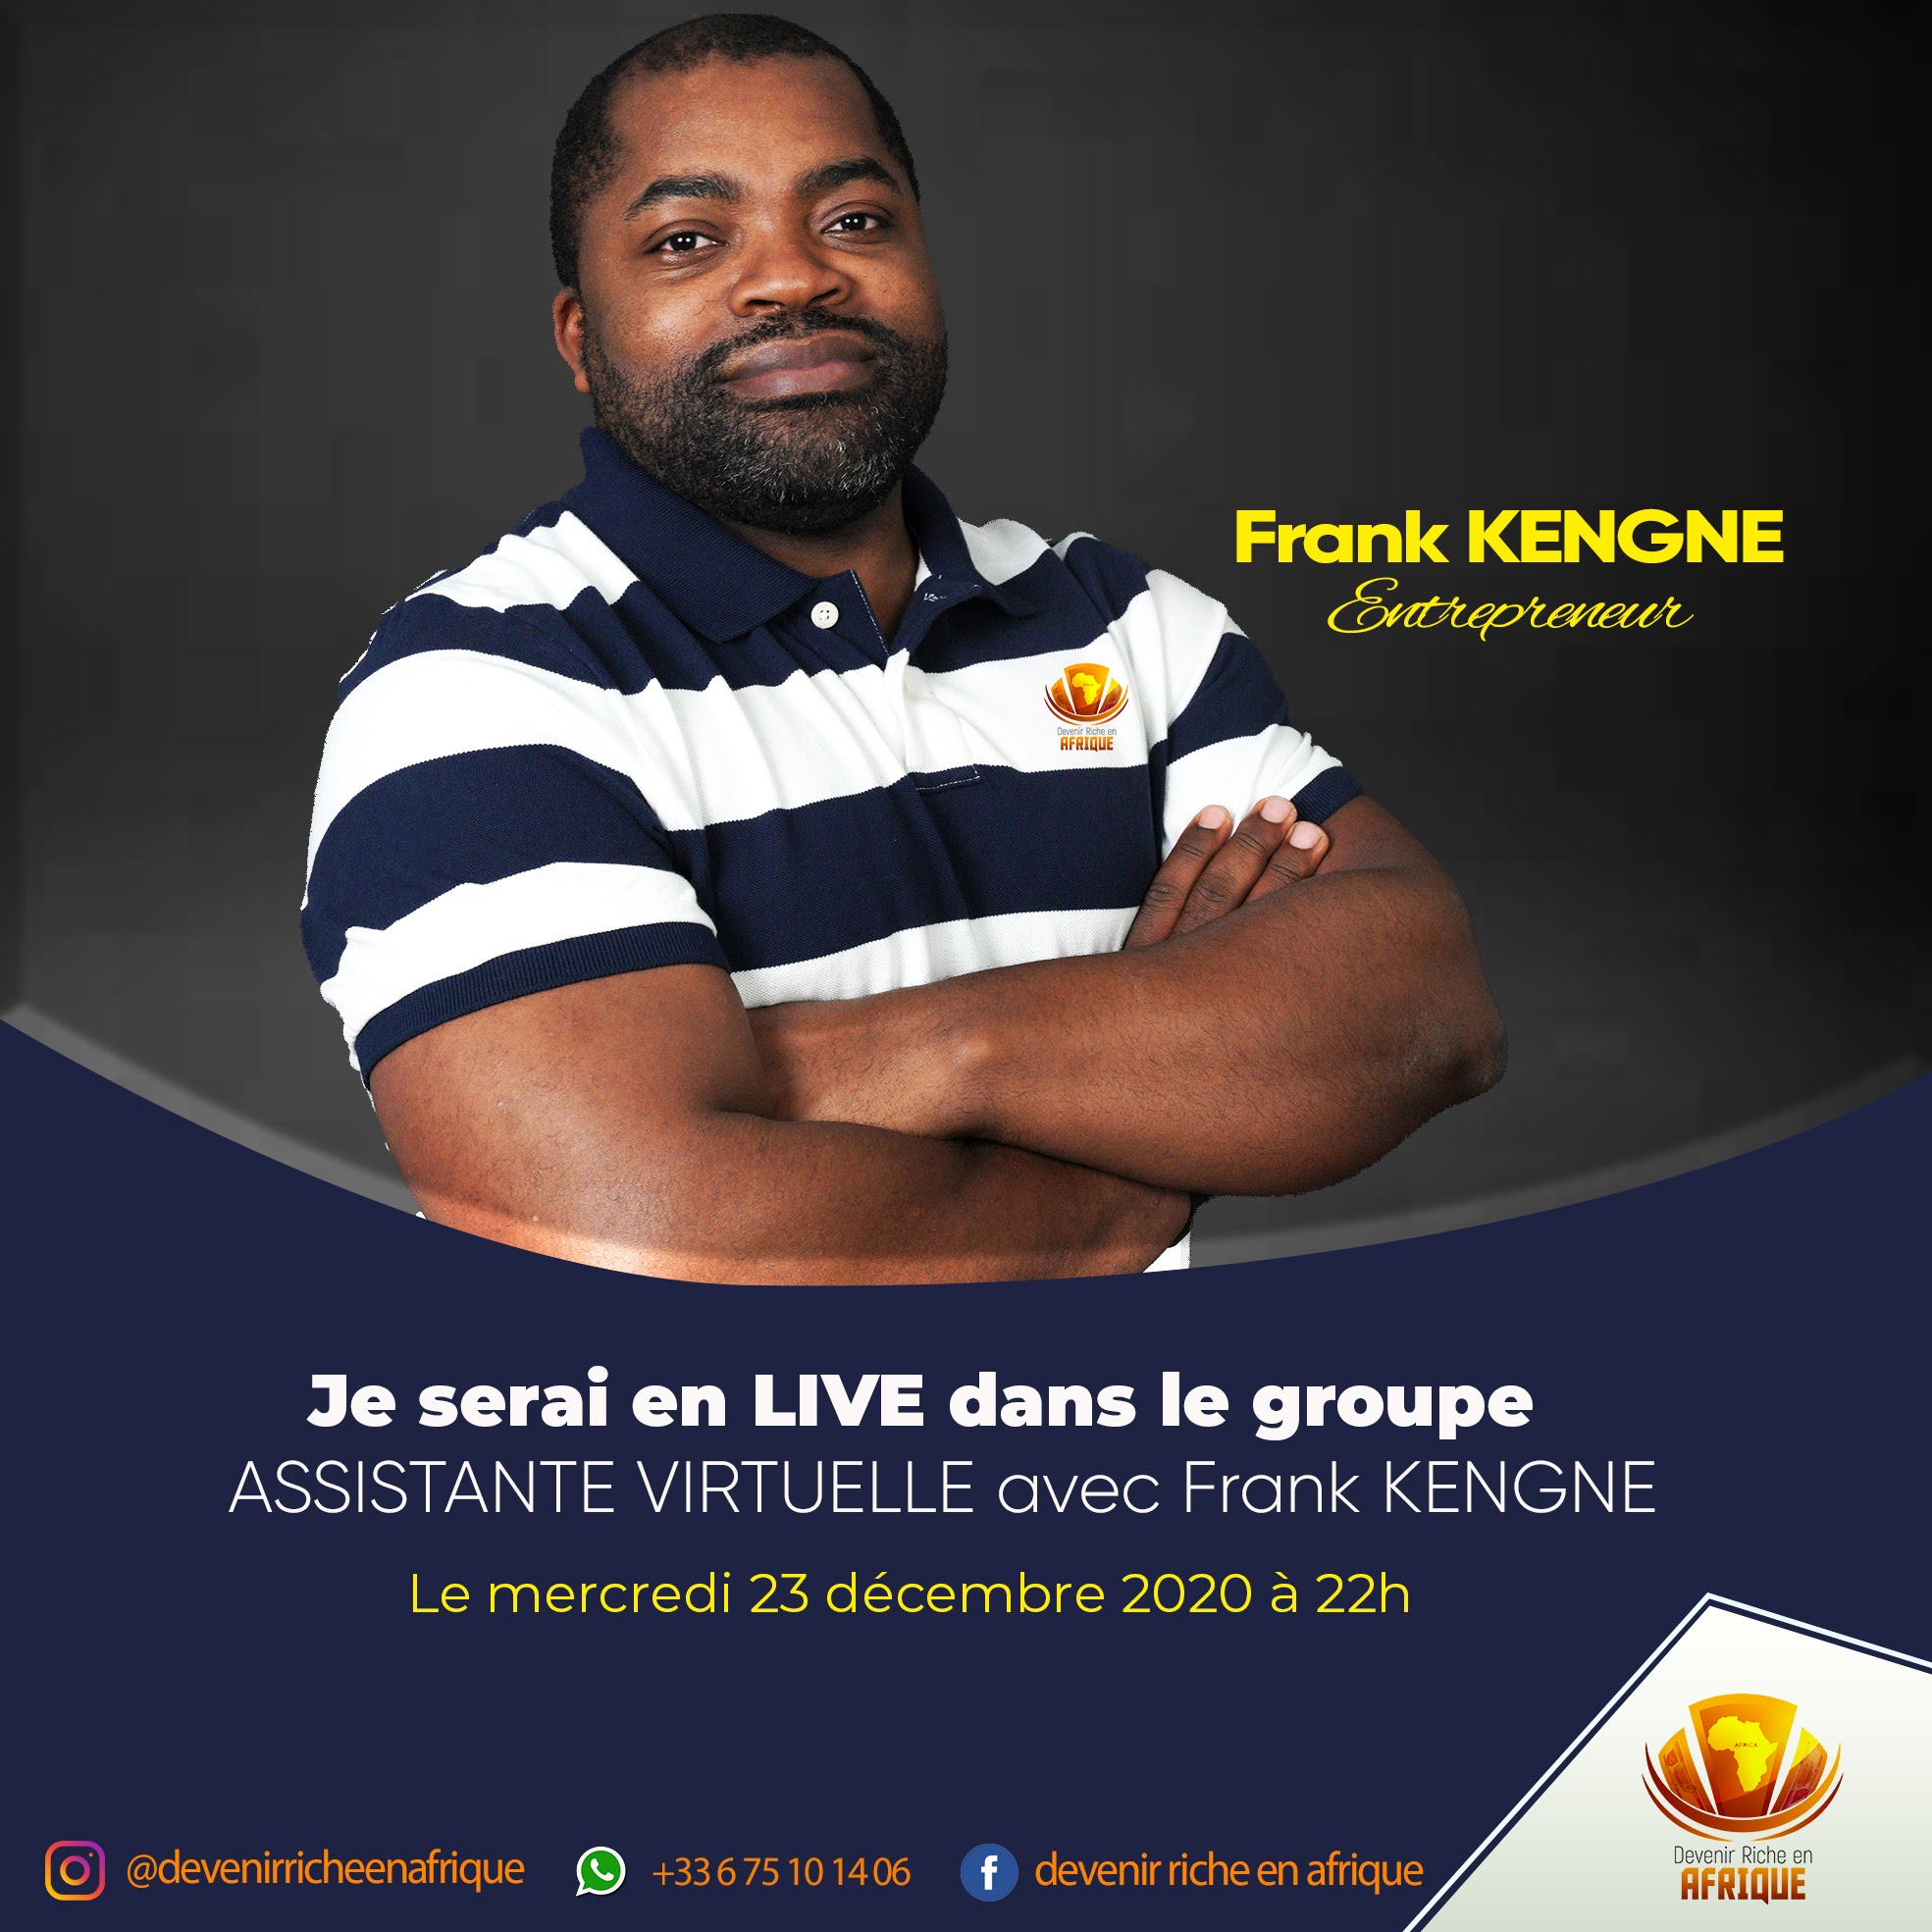 Frank KENGNE
Entrepreneur
Devenir Riche en
AFRIQUE
Je serai en LIVE dans le groupe
ASSISTANTE VIRTUELLE avec Frank KENGNE
Le mercredi 23 décembre 2020 à 22h
AFRICA
Devenir Riche en
AFRIQUE
@devenirricheenafrique
+33 6 75 10 14 06
devenir riche en afrique